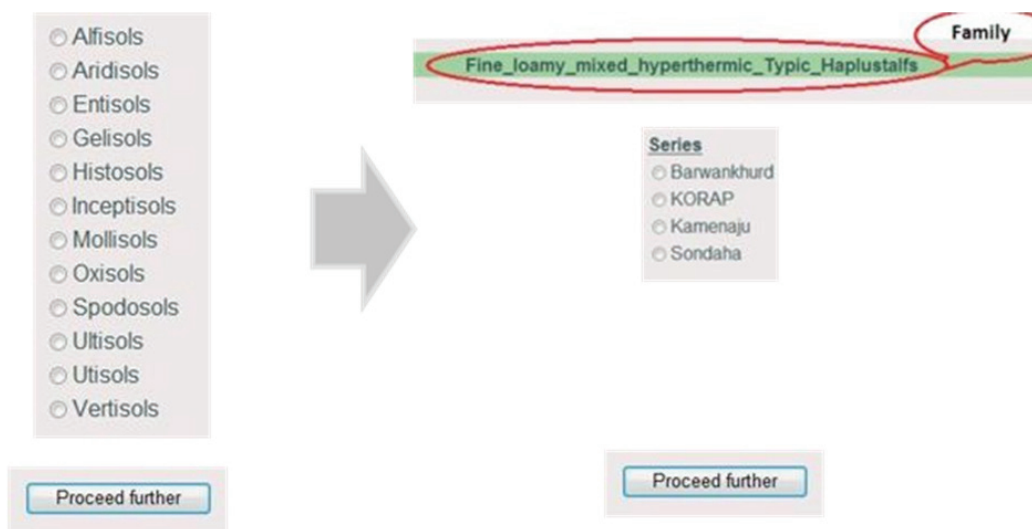 Alfisols
Aridisols
Entisols
Gelisols
Histosols
Inceptisols
Mollisols
Oxisols
Spodosols
Ultisols
Utisols
Vertisols
Proceed further
Family
Fine_loamy_mixed_hyperthermic_Typic_Haplustalfs
Series
Barwankhurd
KORAP
Kamenaju
Sondaha
Proceed further